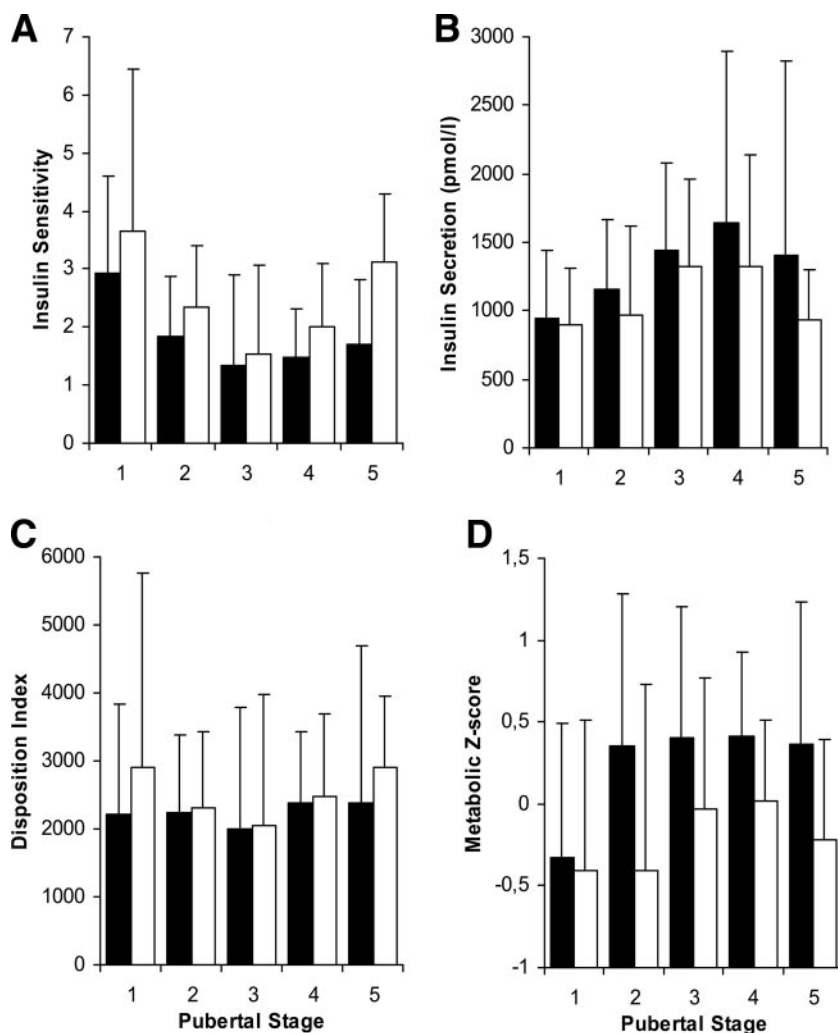 A
7
6
5
4
3
2
1
0
Insulin Sensitivity
1 2 3 4 5
B
3000
2500
2000
1500
1000
500
0
Insulin Secretion (pmol/l)
1 2 3 4 5
C
6000
5000
4000
3000
2000
1000
0
Disposition Index
1 2 3 4 5
Pubertal Stage
D
1,5
1
0,5
0
-0,5
-1
Metabolic Z-score
1 2 3 4 5
Pubertal Stage